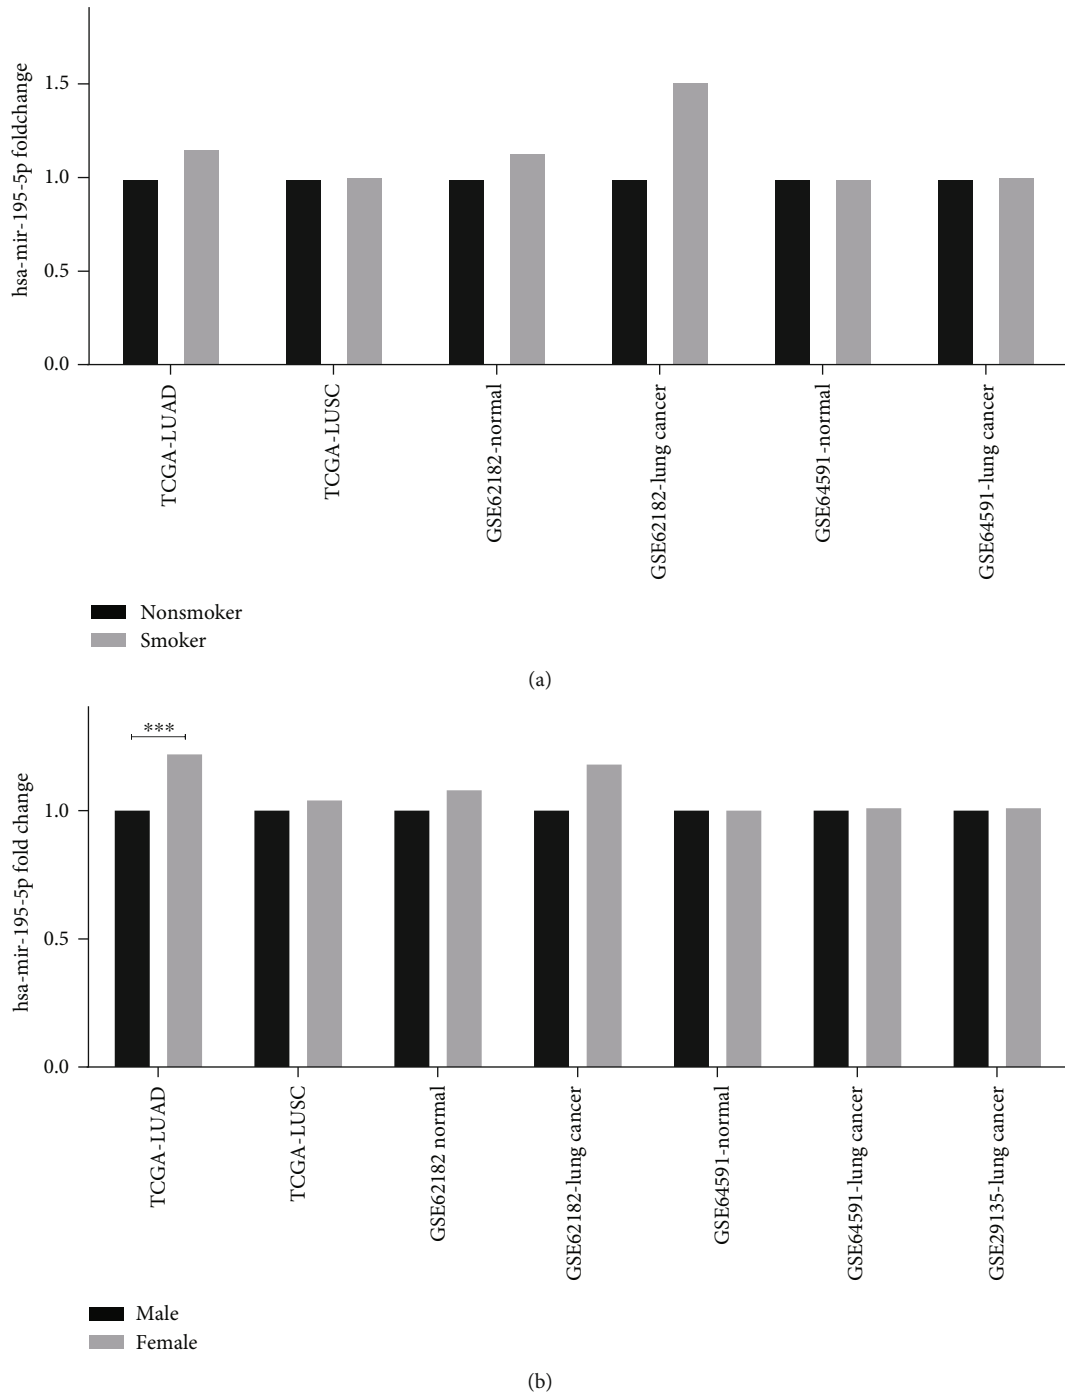 hsa-mir-195-5p foldchange
1.5
1.0
0.5
0.0
TCGA-LUAD
TCGA-LUSC
GSE62182-normal
GSE62182-lung cancer
GSE64591-normal
GSE64591-lung cancer
Nonsmoker
Smoker
(a)
hsa-mir-195-5p fold change
***
1.0
0.5
0.0
TCGA-LUAD
TCGA-LUSC
GSE62182 normal
GSE62182-lung cancer
GSE64591-normal
GSE64591-lung cancer
GSE29135-lung cancer
Male
Female
(b)